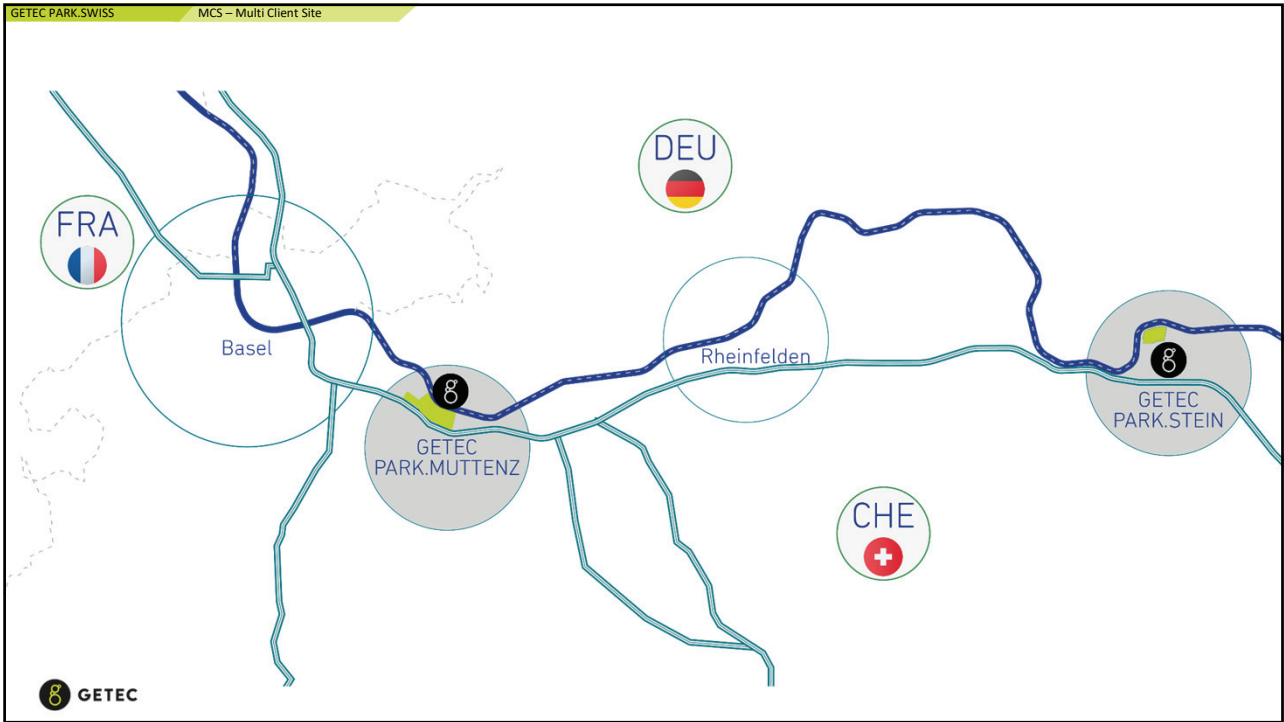 GETEC PARK.SWISS
MCS – Multi Client Site
DEU
FRA
Basel
Rheinfelden
GETEC
PARK.STEIN
GETEC
PARK.MUTTENZ
CHE
GETEC